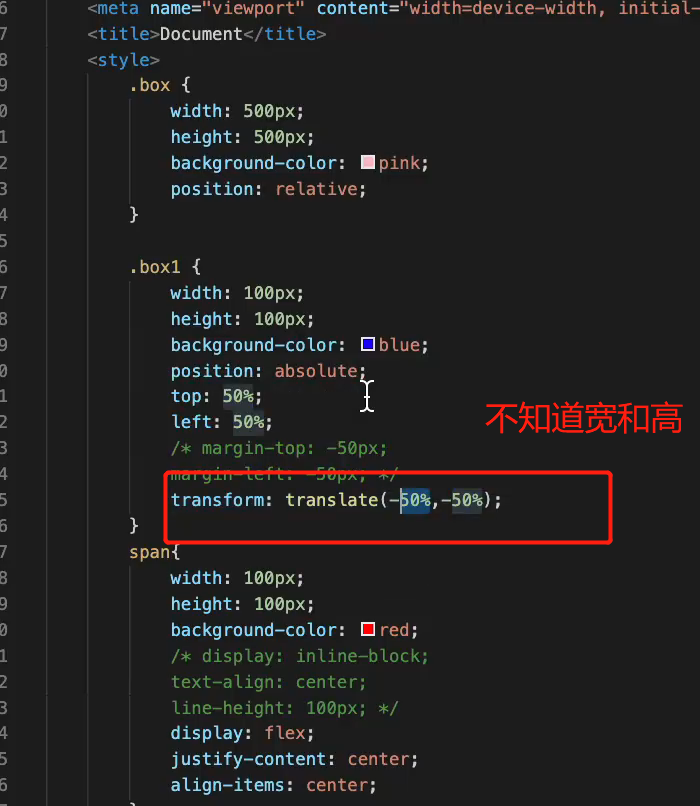 6 <meta name="viewport" content="width=device-width, initial-
7 <title>Document</title>
8 <style>
9 .box {
0 width: 500px;
1 height: 500px;
2 background-color: pink;
3 position: relative;
4 }
5
6 .box1 {
7 width: 100px;
8 height: 100px;
9 background-color: blue;
0 position: absolute;
1 top: 50%;
2 left: 50%;
不知道宽和高
3 /* margin-top: -50px;
4 margin-left: -50px; */
5 transform: translate(-50%,-50%);
6 }
7 span{
8 width: 100px;
9 height: 100px;
0 background-color: red;
1 /* display: inline-block;
2 text-align: center;
3 line-height: 100px; */
4 display: flex;
5 justify-content: center;
6 align-items: center;